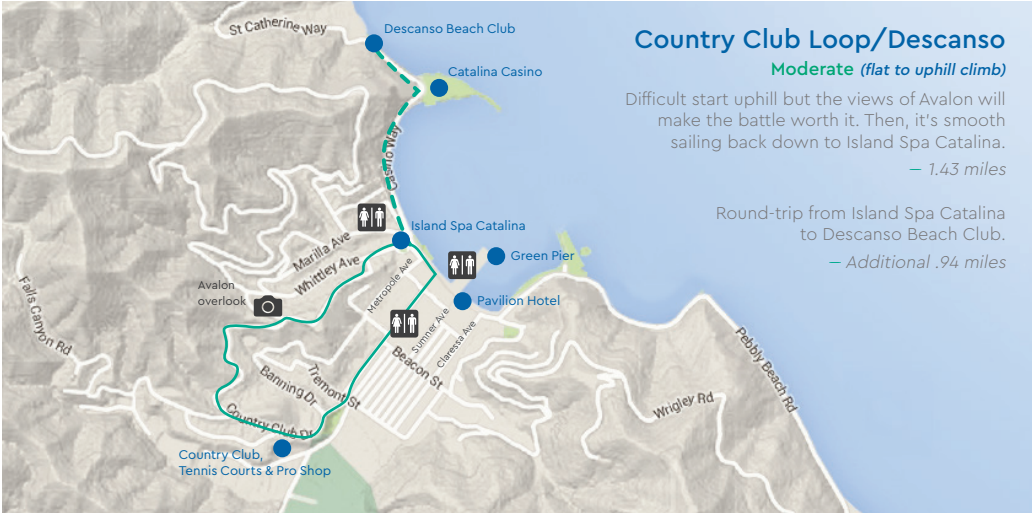 St Catherine Way
Descanso Beach Club
Catalina Casino
Country Club Loop/Descanso
Moderate (flat to uphill climb)
Difficult start uphill but the views of Avalon will
make the battle worth it. Then, it's smooth
sailing back down to Island Spa Catalina.
— 1.43 miles
Round-trip from Island Spa Catalina
to Descanso Beach Club.
— Additional .94 miles
Casino Way
Island Spa Catalina
Marilla Ave
Whittley Ave
Green Pier
Metropole Ave
Avalon
overlook
Pavilion Hotel
Sumner Ave
Claressa Ave
Falls Canyon Rd
Beacon St
Tremont St
Banning Dr
Pebbly Beach Rd
Wrigley Rd
Country Club Dr
Country Club,
Tennis Courts & Pro Shop